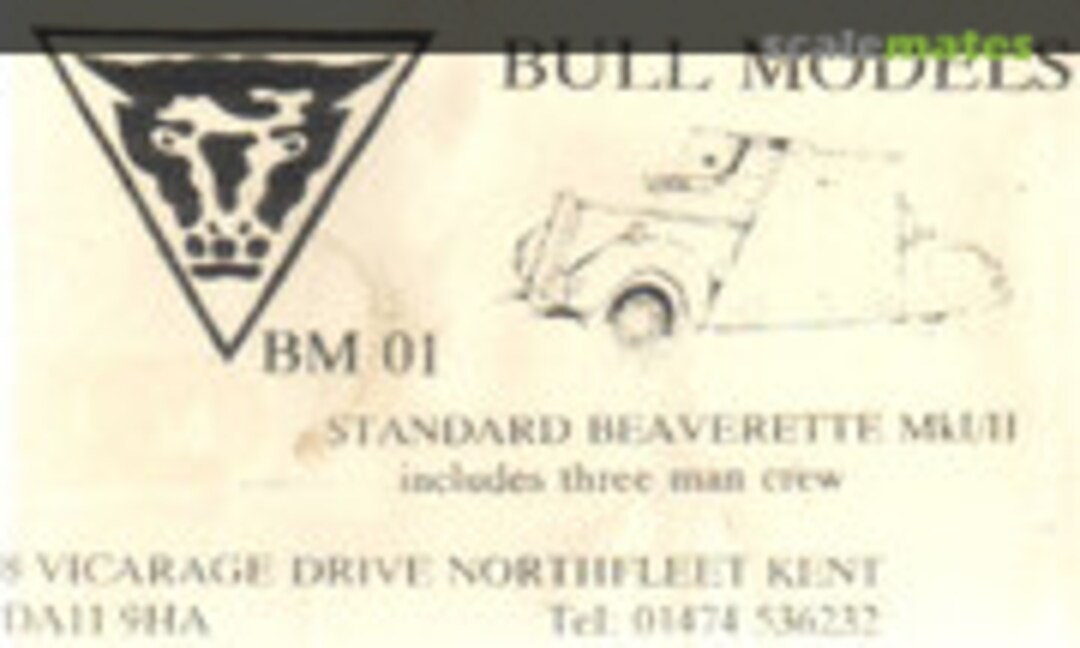 scalemates
BULL MODELS
BM 01
STANDARD BEAVERETTE MkI/II
includes three man crew
8 VICARAGE DRIVE NORTHFLEET KENT
DA11 9HA Tel: 01474 536232